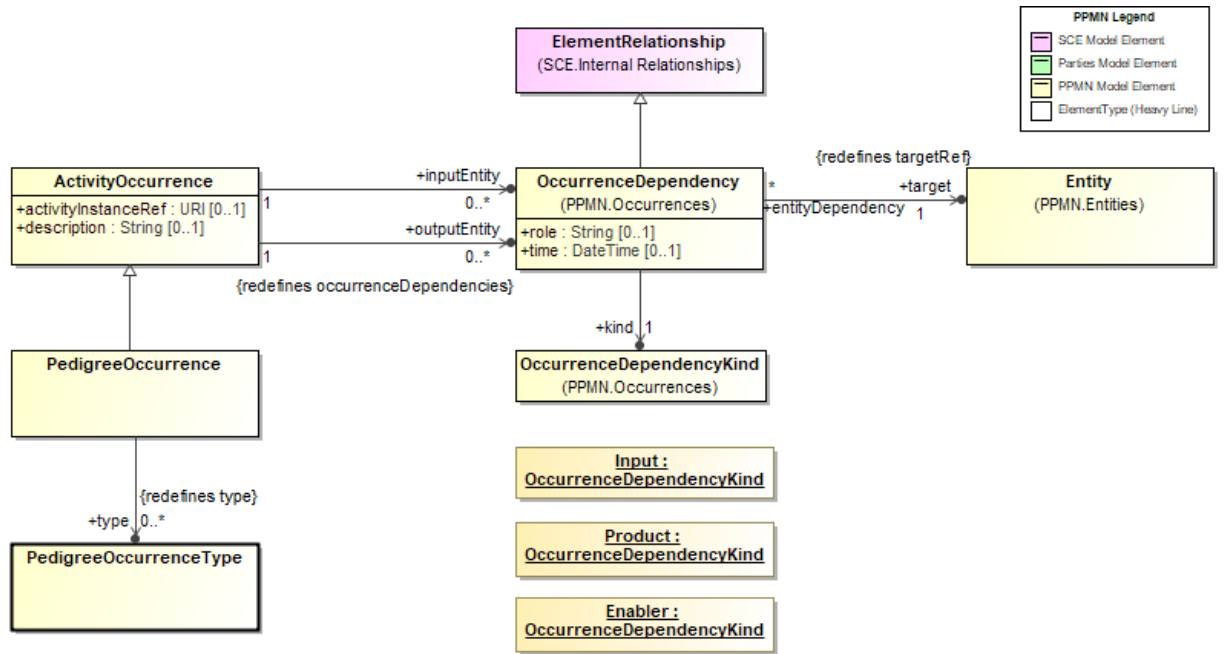 ElementRelationship
(SCE.Internal Relationships)
PPMN Legend
SCE Model Element
Parties Model Element
PPMN Model Element
ElementType (Heavy Line)
ActivityOccurrence
+activityInstanceRef : URI [0..1]
+description : String [0..1]
+inputEntity
1
0..*
+outputEntity
1
0..*
{redefines occurrenceDependencies}
OccurrenceDependency
(PPMN.Occurrences)
+role : String [0..1]
+time : DateTime [0..1]
{redefines targetRef}
*
+target
+entityDependency
1
Entity
(PPMN.Entities)
+kind
1
PedigreeOccurrence
OccurrenceDependencyKind
(PPMN.Occurrences)
{redefines type}
+type
0..*
PedigreeOccurrenceType
Input :
OccurrenceDependencyKind
Product :
OccurrenceDependencyKind
Enabler :
OccurrenceDependencyKind